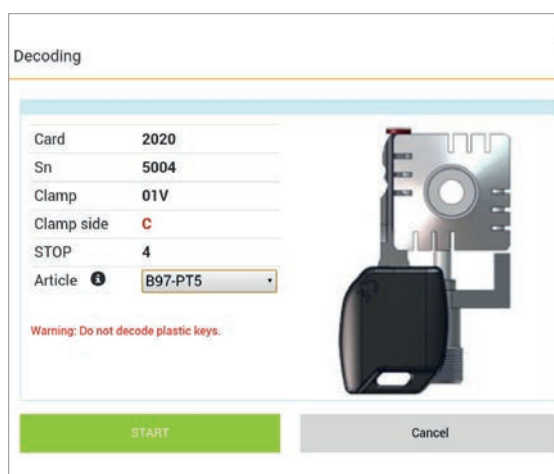 Decoding
Card 2020
Sn 5004
Clamp 01V
Clamp side C
STOP 4
Article B97-PT5
Warning: Do not decode plastic keys.
START Cancel